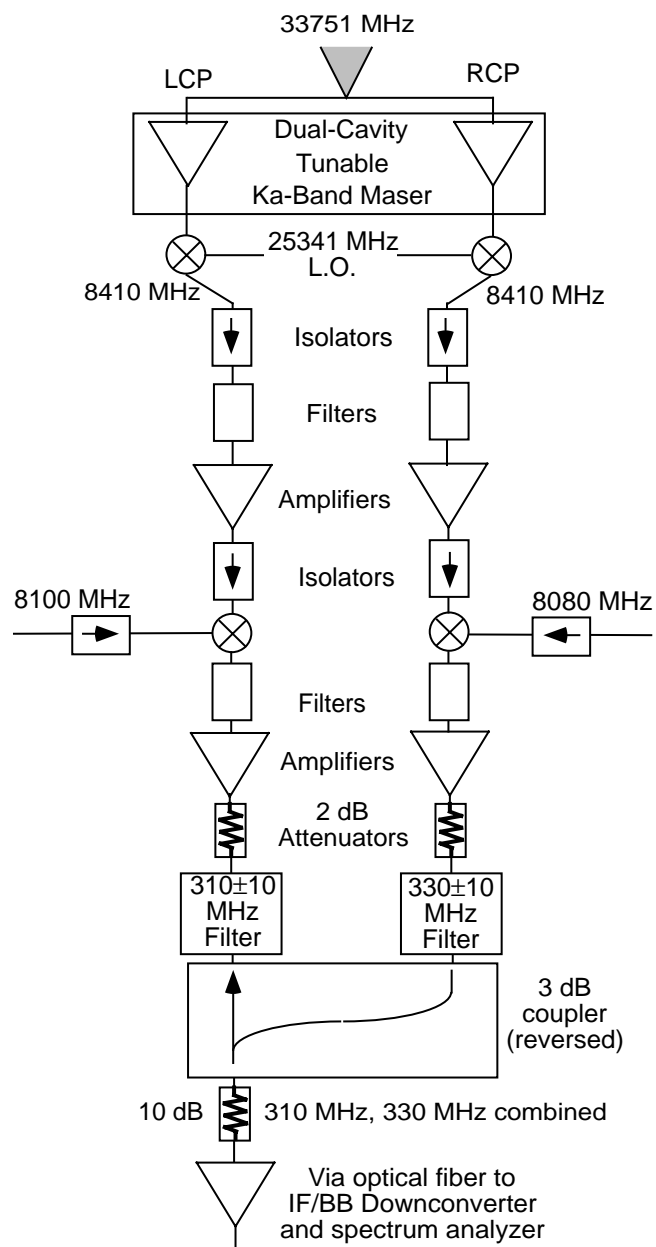 33751 MHz
LCP
RCP
Dual-Cavity
Tunable
Ka-Band Maser
25341 MHz
L.O.
8410 MHz
8410 MHz
Isolators
Filters
Amplifiers
Isolators
8100 MHz
8080 MHz
Filters
Amplifiers
2 dB
Attenuators
310±10
MHz
Filter
330±10
MHz
Filter
3 dB
coupler
(reversed)
10 dB
310 MHz, 330 MHz combined
Via optical fiber to
IF/BB Downconverter
and spectrum analyzer